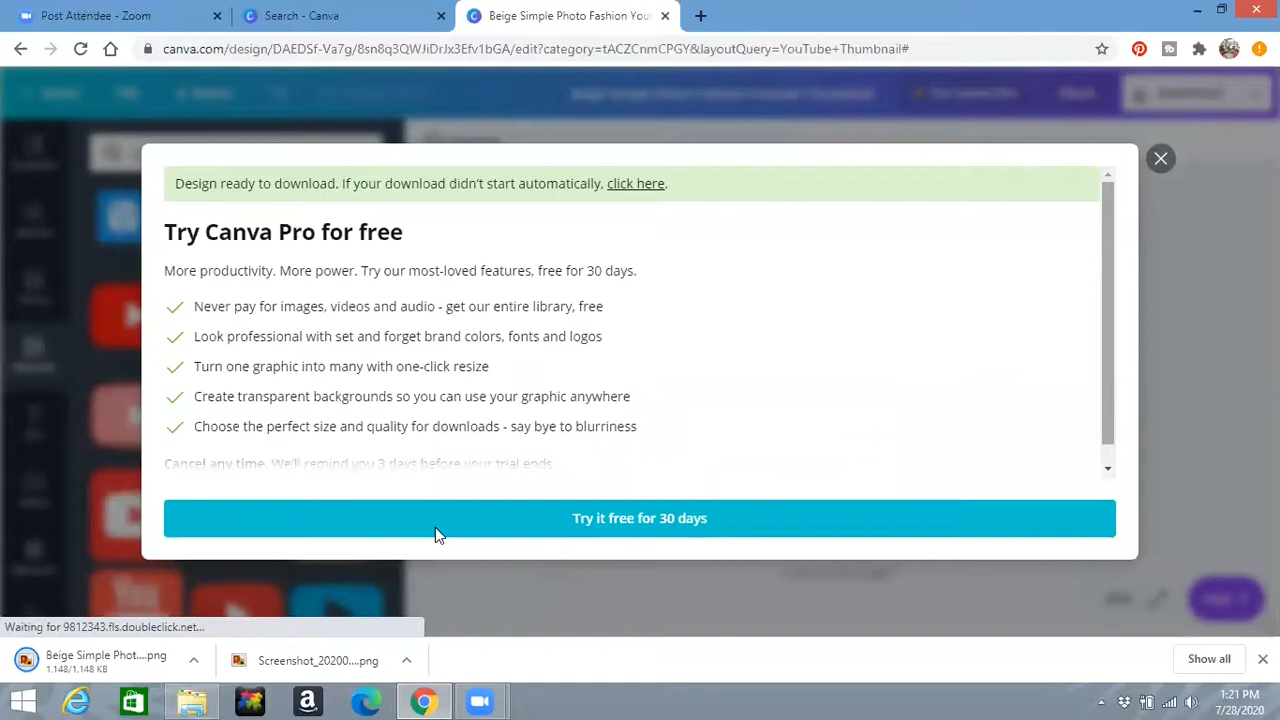 Post Attendee - Zoom
Search - Canva
Beige Simple Photo Fashion You
canva.com/design/DAEDSf-Va7g/8sn8q3QWJiDrJx3Efv1bGA/edit?category=tACZCnmCPGY&layoutQuery=YouTube+Thumbnail#
Design ready to download. If your download didn't start automatically, click here.
Try Canva Pro for free
More productivity. More power. Try our most-loved features, free for 30 days.
Never pay for images, videos and audio - get our entire library, free
Look professional with set and forget brand colors, fonts and logos
Turn one graphic into many with one-click resize
Create transparent backgrounds so you can use your graphic anywhere
Choose the perfect size and quality for downloads - say bye to blurriness
Cancel any time. We'll remind you 3 days before your trial ends
Try it free for 30 days
Waiting for 9812343.fls.doubleclick.net...
Beige Simple Phot....png
1,148/1,148 KB
Screenshot_20200....png
Show all
1:21 PM
7/28/2020